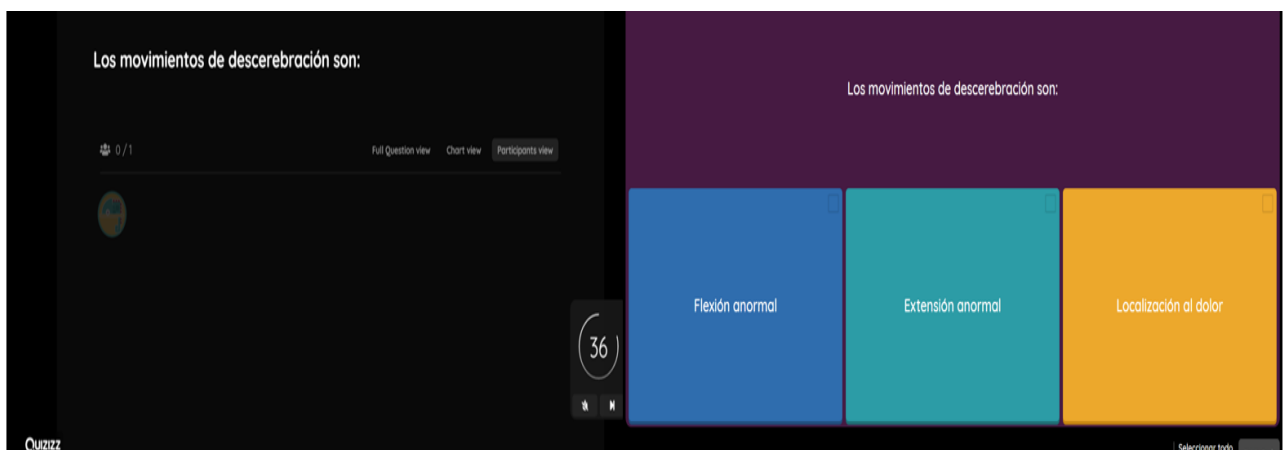 Los movimientos de descerebración son:
0/1
Full Question view Chart view Participants view
36
Quizizz
Los movimientos de descerebración son:
Flexión anormal
Extensión anormal
Localización al dolor
Seleccionar todo